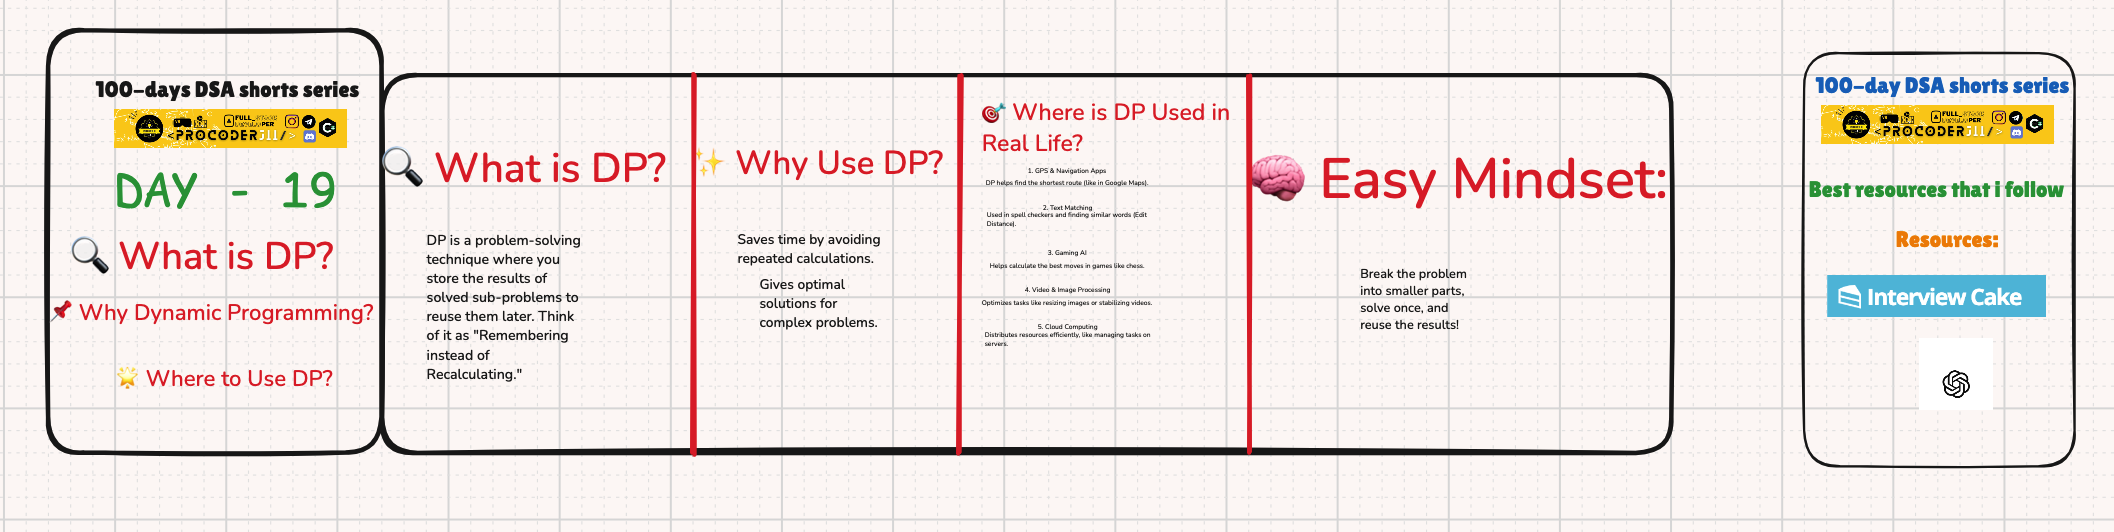 100-days DSA shorts series
FULL_STACK
DEVELOPER
<PROCODER511/>
DAY - 19
🔍 What is DP?
📌 Why Dynamic Programming?
🌟 Where to Use DP?
🔍 What is DP?
DP is a problem-solving
technique where you
store the results of
solved sub-problems to
reuse them later. Think
of it as "Remembering
instead of
Recalculating."
✨ Why Use DP?
Saves time by avoiding
repeated calculations.
Gives optimal
solutions for
complex problems.
🎯 Where is DP Used in
Real Life?
1. GPS & Navigation Apps
DP helps find the shortest route (like in Google Maps).
2. Text Matching
Used in spell checkers and finding similar words (Edit
Distance).
3. Gaming AI
Helps calculate the best moves in games like chess.
4. Video & Image Processing
Optimizes tasks like resizing images or stabilizing videos.
5. Cloud Computing
Distributes resources efficiently, like managing tasks on
servers.
🧠 Easy Mindset:
Break the problem
into smaller parts,
solve once, and
reuse the results!
100-day DSA shorts series
FULL_STACK
DEVELOPER
<PROCODER511/>
Best resources that i follow
Resources:
Interview Cake